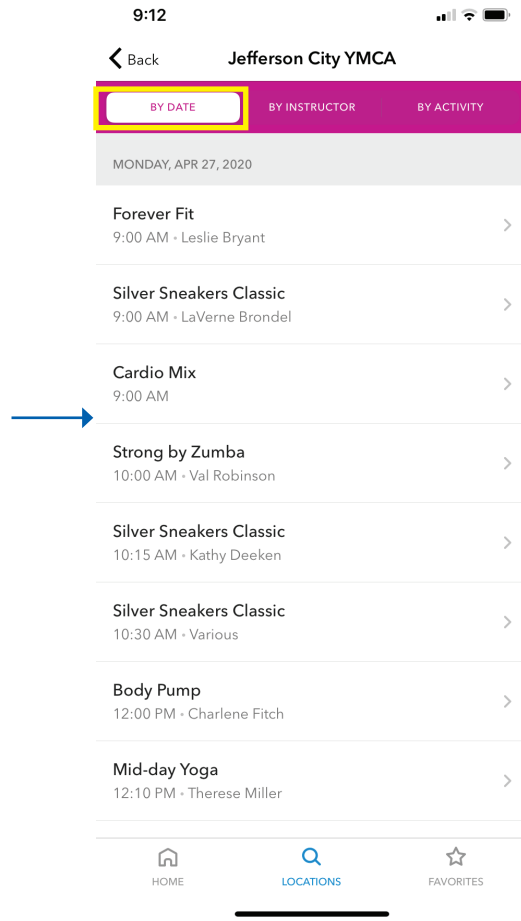 9:12
Back
Jefferson City YMCA
BY DATE
BY INSTRUCTOR
BY ACTIVITY
MONDAY, APR 27, 2020
Forever Fit
9:00 AM • Leslie Bryant
Silver Sneakers Classic
9:00 AM • LaVerne Brondel
Cardio Mix
9:00 AM
Strong by Zumba
10:00 AM • Val Robinson
Silver Sneakers Classic
10:15 AM • Kathy Deeken
Silver Sneakers Classic
10:30 AM • Various
Body Pump
12:00 PM • Charlene Fitch
Mid-day Yoga
12:10 PM • Therese Miller
HOME
LOCATIONS
FAVORITES